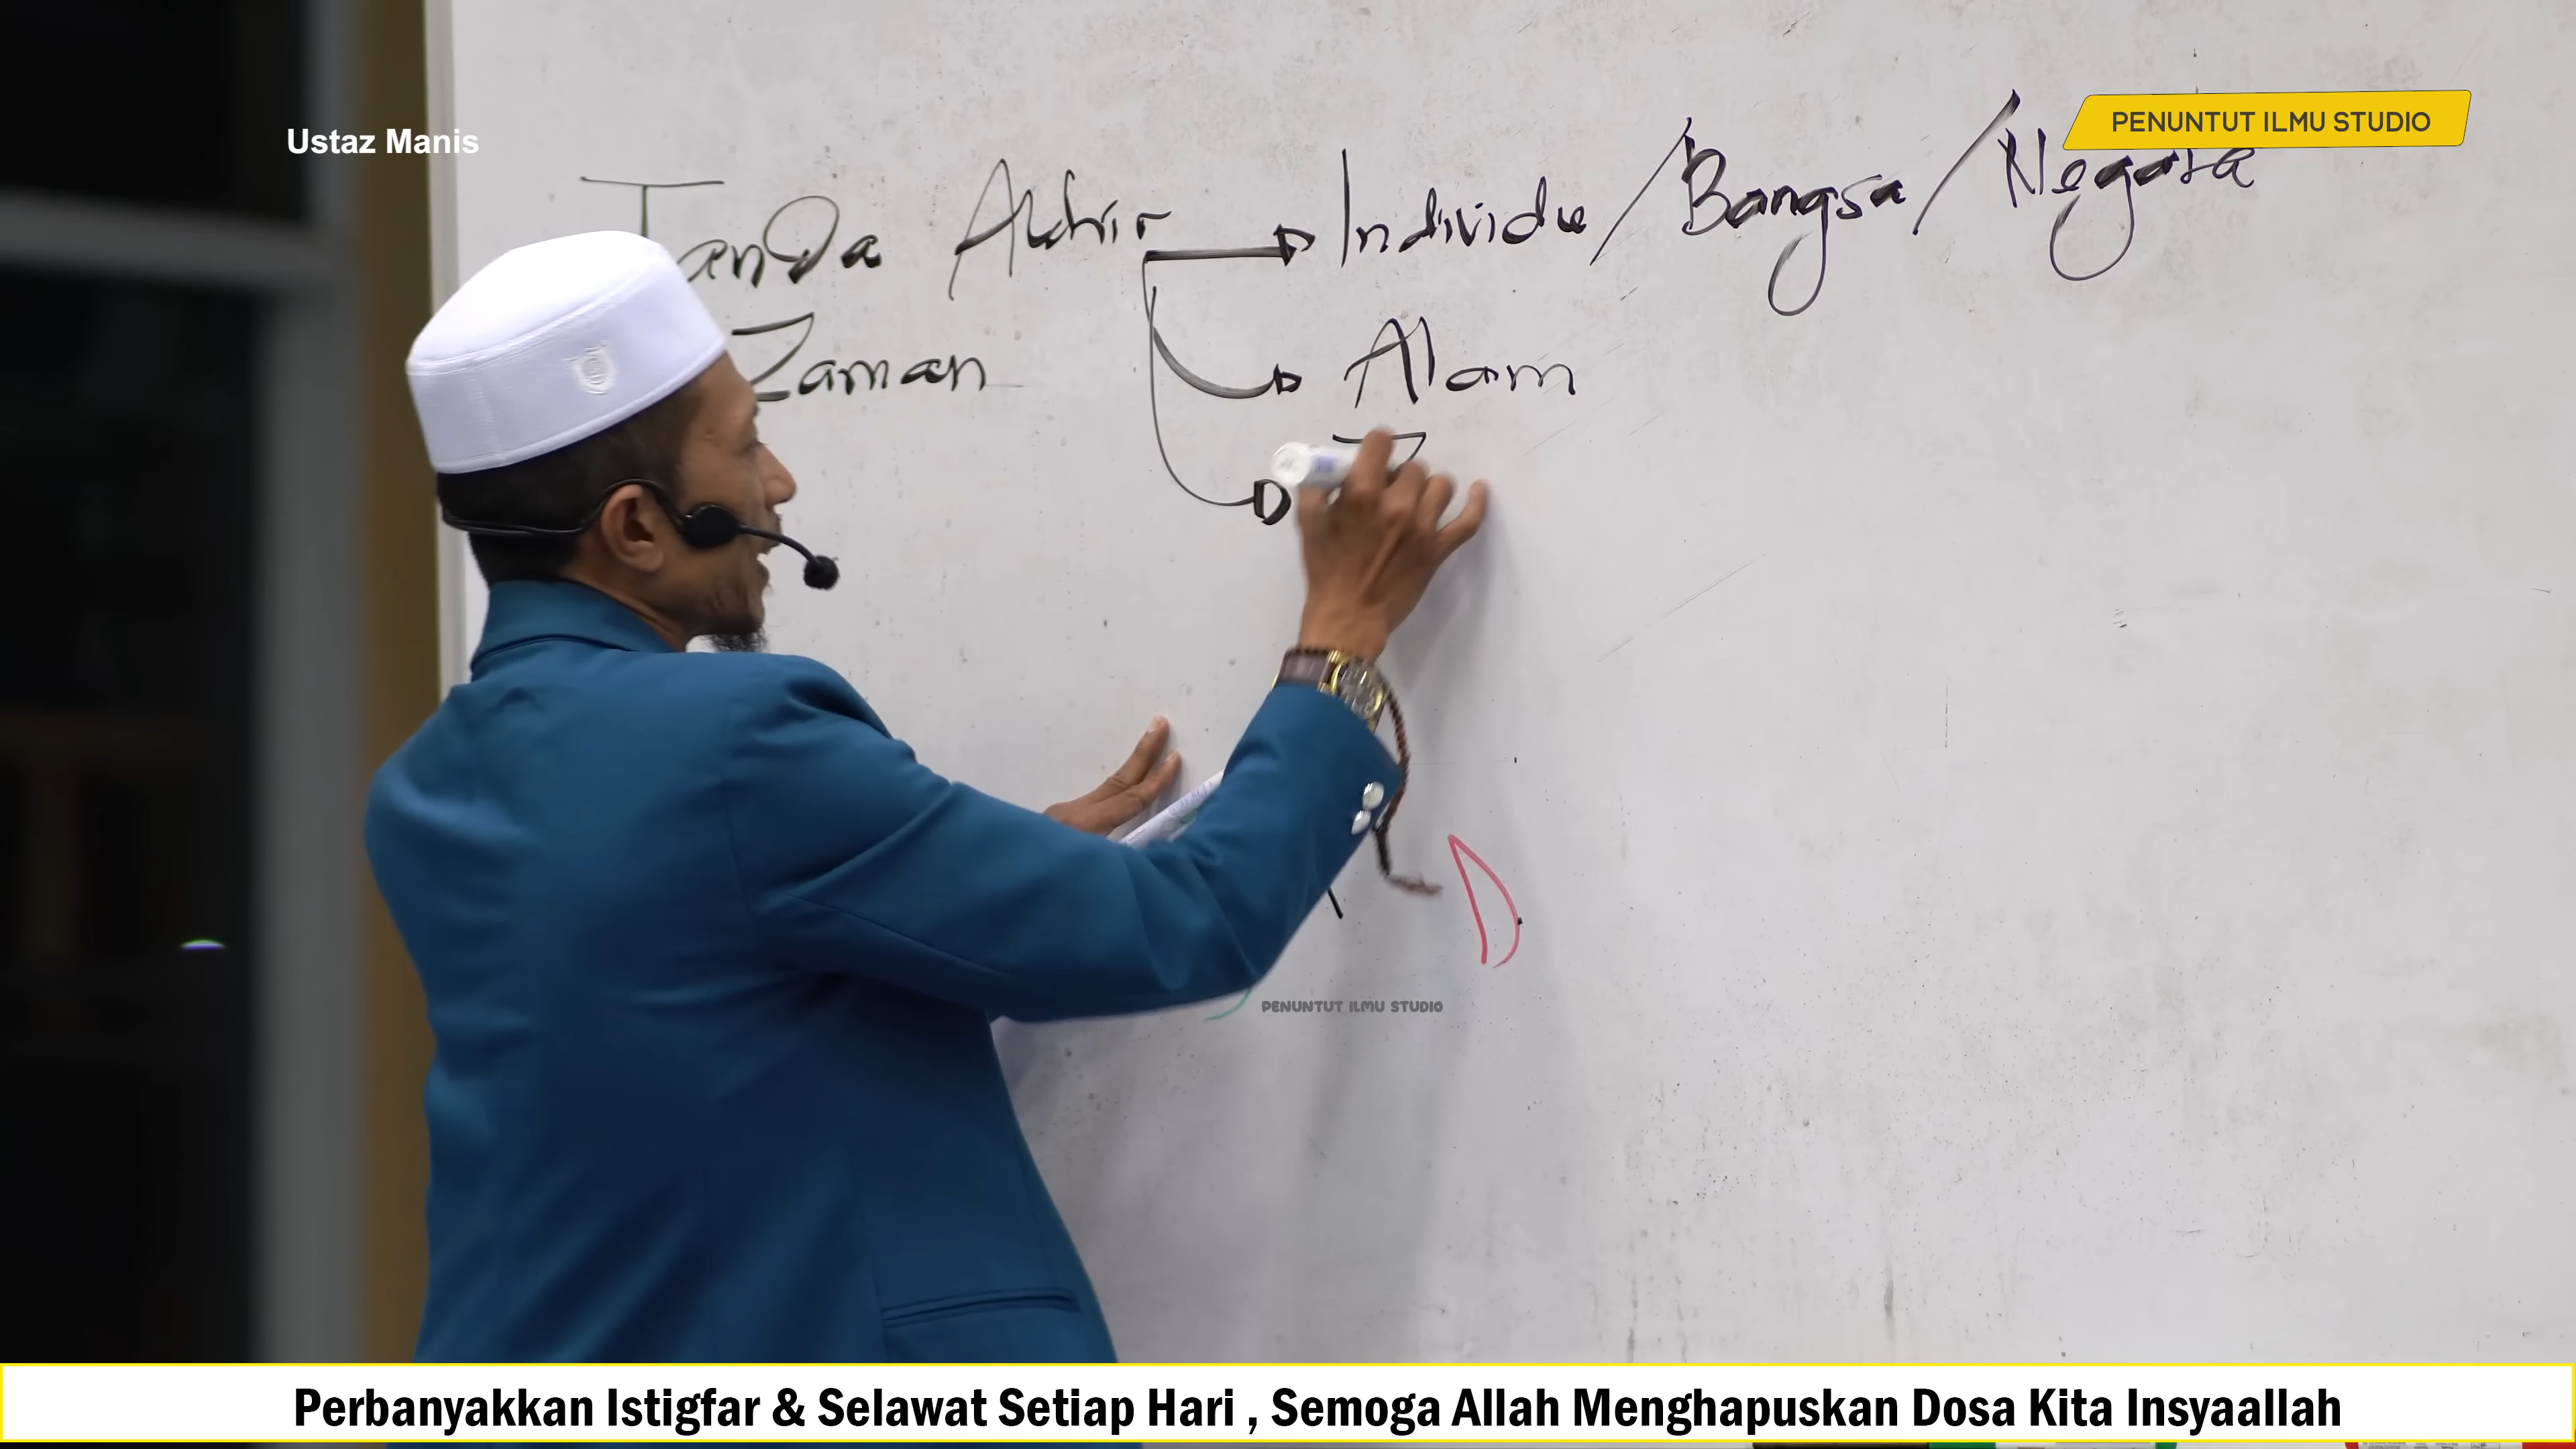 PENUNTUT ILMU STUDIO
Ustaz Manis
Tanda Akhir Individu / Bangsa / Negara
Zaman Alam
Z
D
PENUNTUT ILMU STUDIO
Perbanyakkan Istigfar & Selawat Setiap Hari , Semoga Allah Menghapuskan Dosa Kita Insyaallah